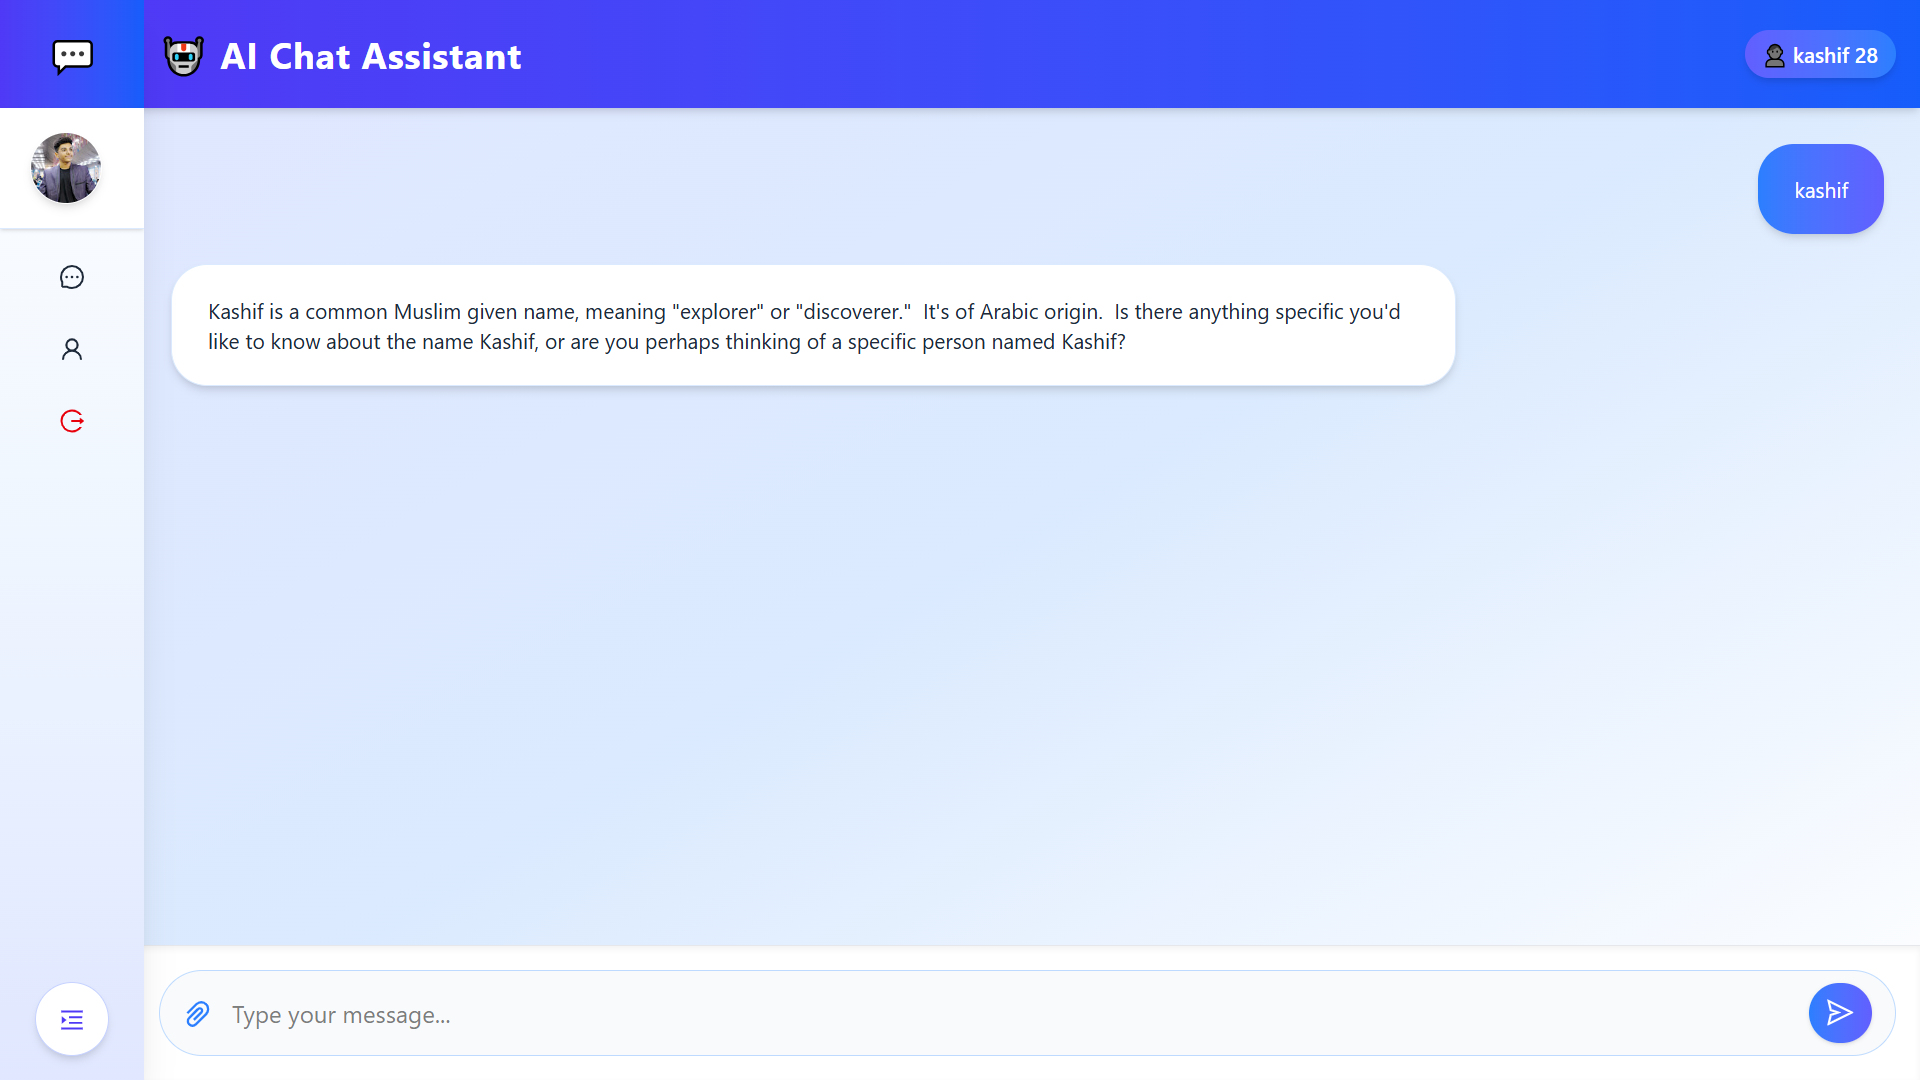 AI Chat Assistant
kashif 28
kashif
Kashif is a common Muslim given name, meaning "explorer" or "discoverer."  It's of Arabic origin.  Is there anything specific you'd
like to know about the name Kashif, or are you perhaps thinking of a specific person named Kashif?
Type your message...